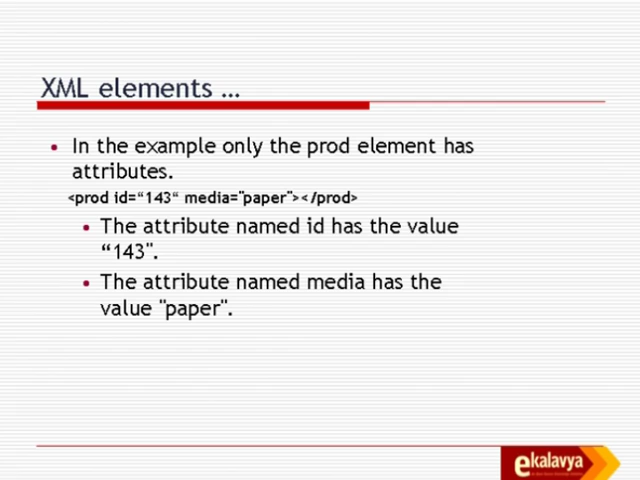 XML elements …
• In the example only the prod element has
attributes.
<prod id=“143“ media="paper"></prod>
• The attribute named id has the value
“143".
• The attribute named media has the
value "paper".
ekalavya